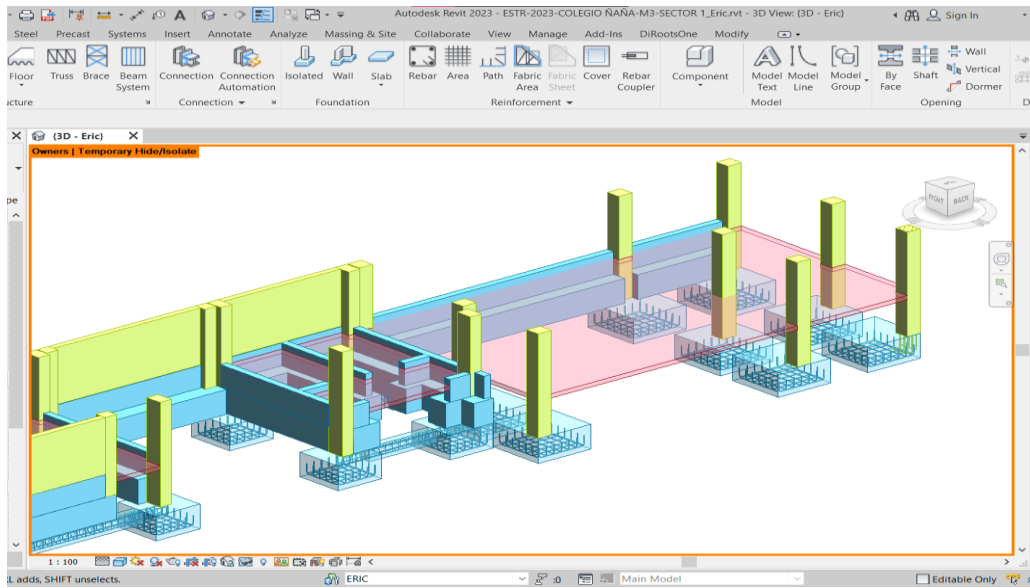 Autodesk Revit 2023 - ESTR-2023-COLEGIO ÑAÑA-M3-SECTOR 1_Eric.rvt - 3D View: {3D - Eric}
Sign In
Steel Precast Systems Insert Annotate Analyze Massing & Site Collaborate View Manage Add-Ins DiRootsOne Modify
Floor Truss Brace Beam System Connection Connection Automation Isolated Wall Slab Rebar Area Path Fabric Area Fabric Sheet Cover Rebar Coupler Component Model Text Model Line Model Group By Face Shaft Wall Vertical Dormer
Connection Foundation Reinforcement Model Opening
{3D - Eric}
Owners | Temporary Hide/Isolate
RIGHT BACK
1 : 100
adds, SHIFT unselects. ERIC :0 Main Model Editable Only